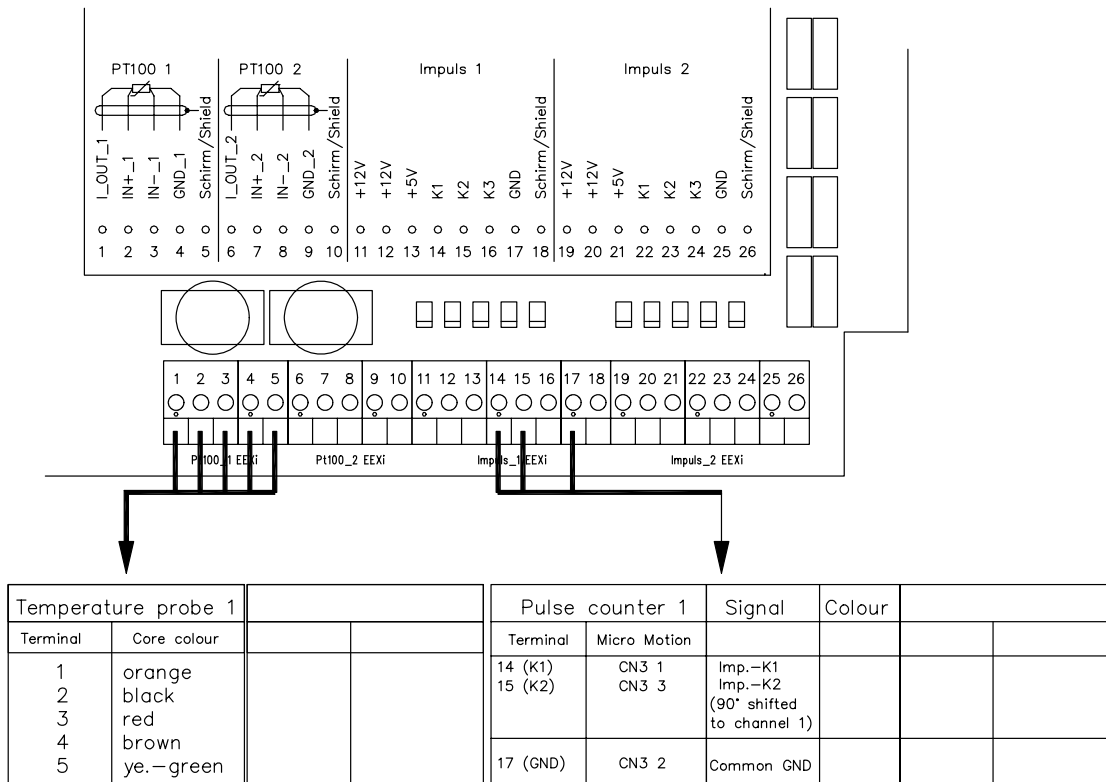 PT100 1 PT100 2 Impuls 1 Impuls 2
I_OUT_1 IN+_1 IN-_1 GND_1 Schirm/Shield I_OUT_2 IN+_2 IN-_2 GND_2 Schirm/Shield +12V +12V +5V K1 K2 K3 GND Schirm/Shield +12V +12V +5V K1 K2 K3 GND Schirm/Shield
1 2 3 4 5 6 7 8 9 10 11 12 13 14 15 16 17 18 19 20 21 22 23 24 25 26
1 2 3 4 5 6 7 8 9 10 11 12 13 14 15 16 17 18 19 20 21 22 23 24 25 26
Pt100_1 EEXi Pt100_2 EEXi Impuls_1 EEXi Impuls_2 EEXi
Temperature probe 1
Terminal Core colour
1 orange
2 black
3 red
4 brown
5 ye.-green
Pulse counter 1 Signal Colour
Terminal Micro Motion
14 (K1) CN3 1 Imp.-K1
15 (K2) CN3 3 Imp.-K2
(90° shifted
to channel 1)
17 (GND) CN3 2 Common GND